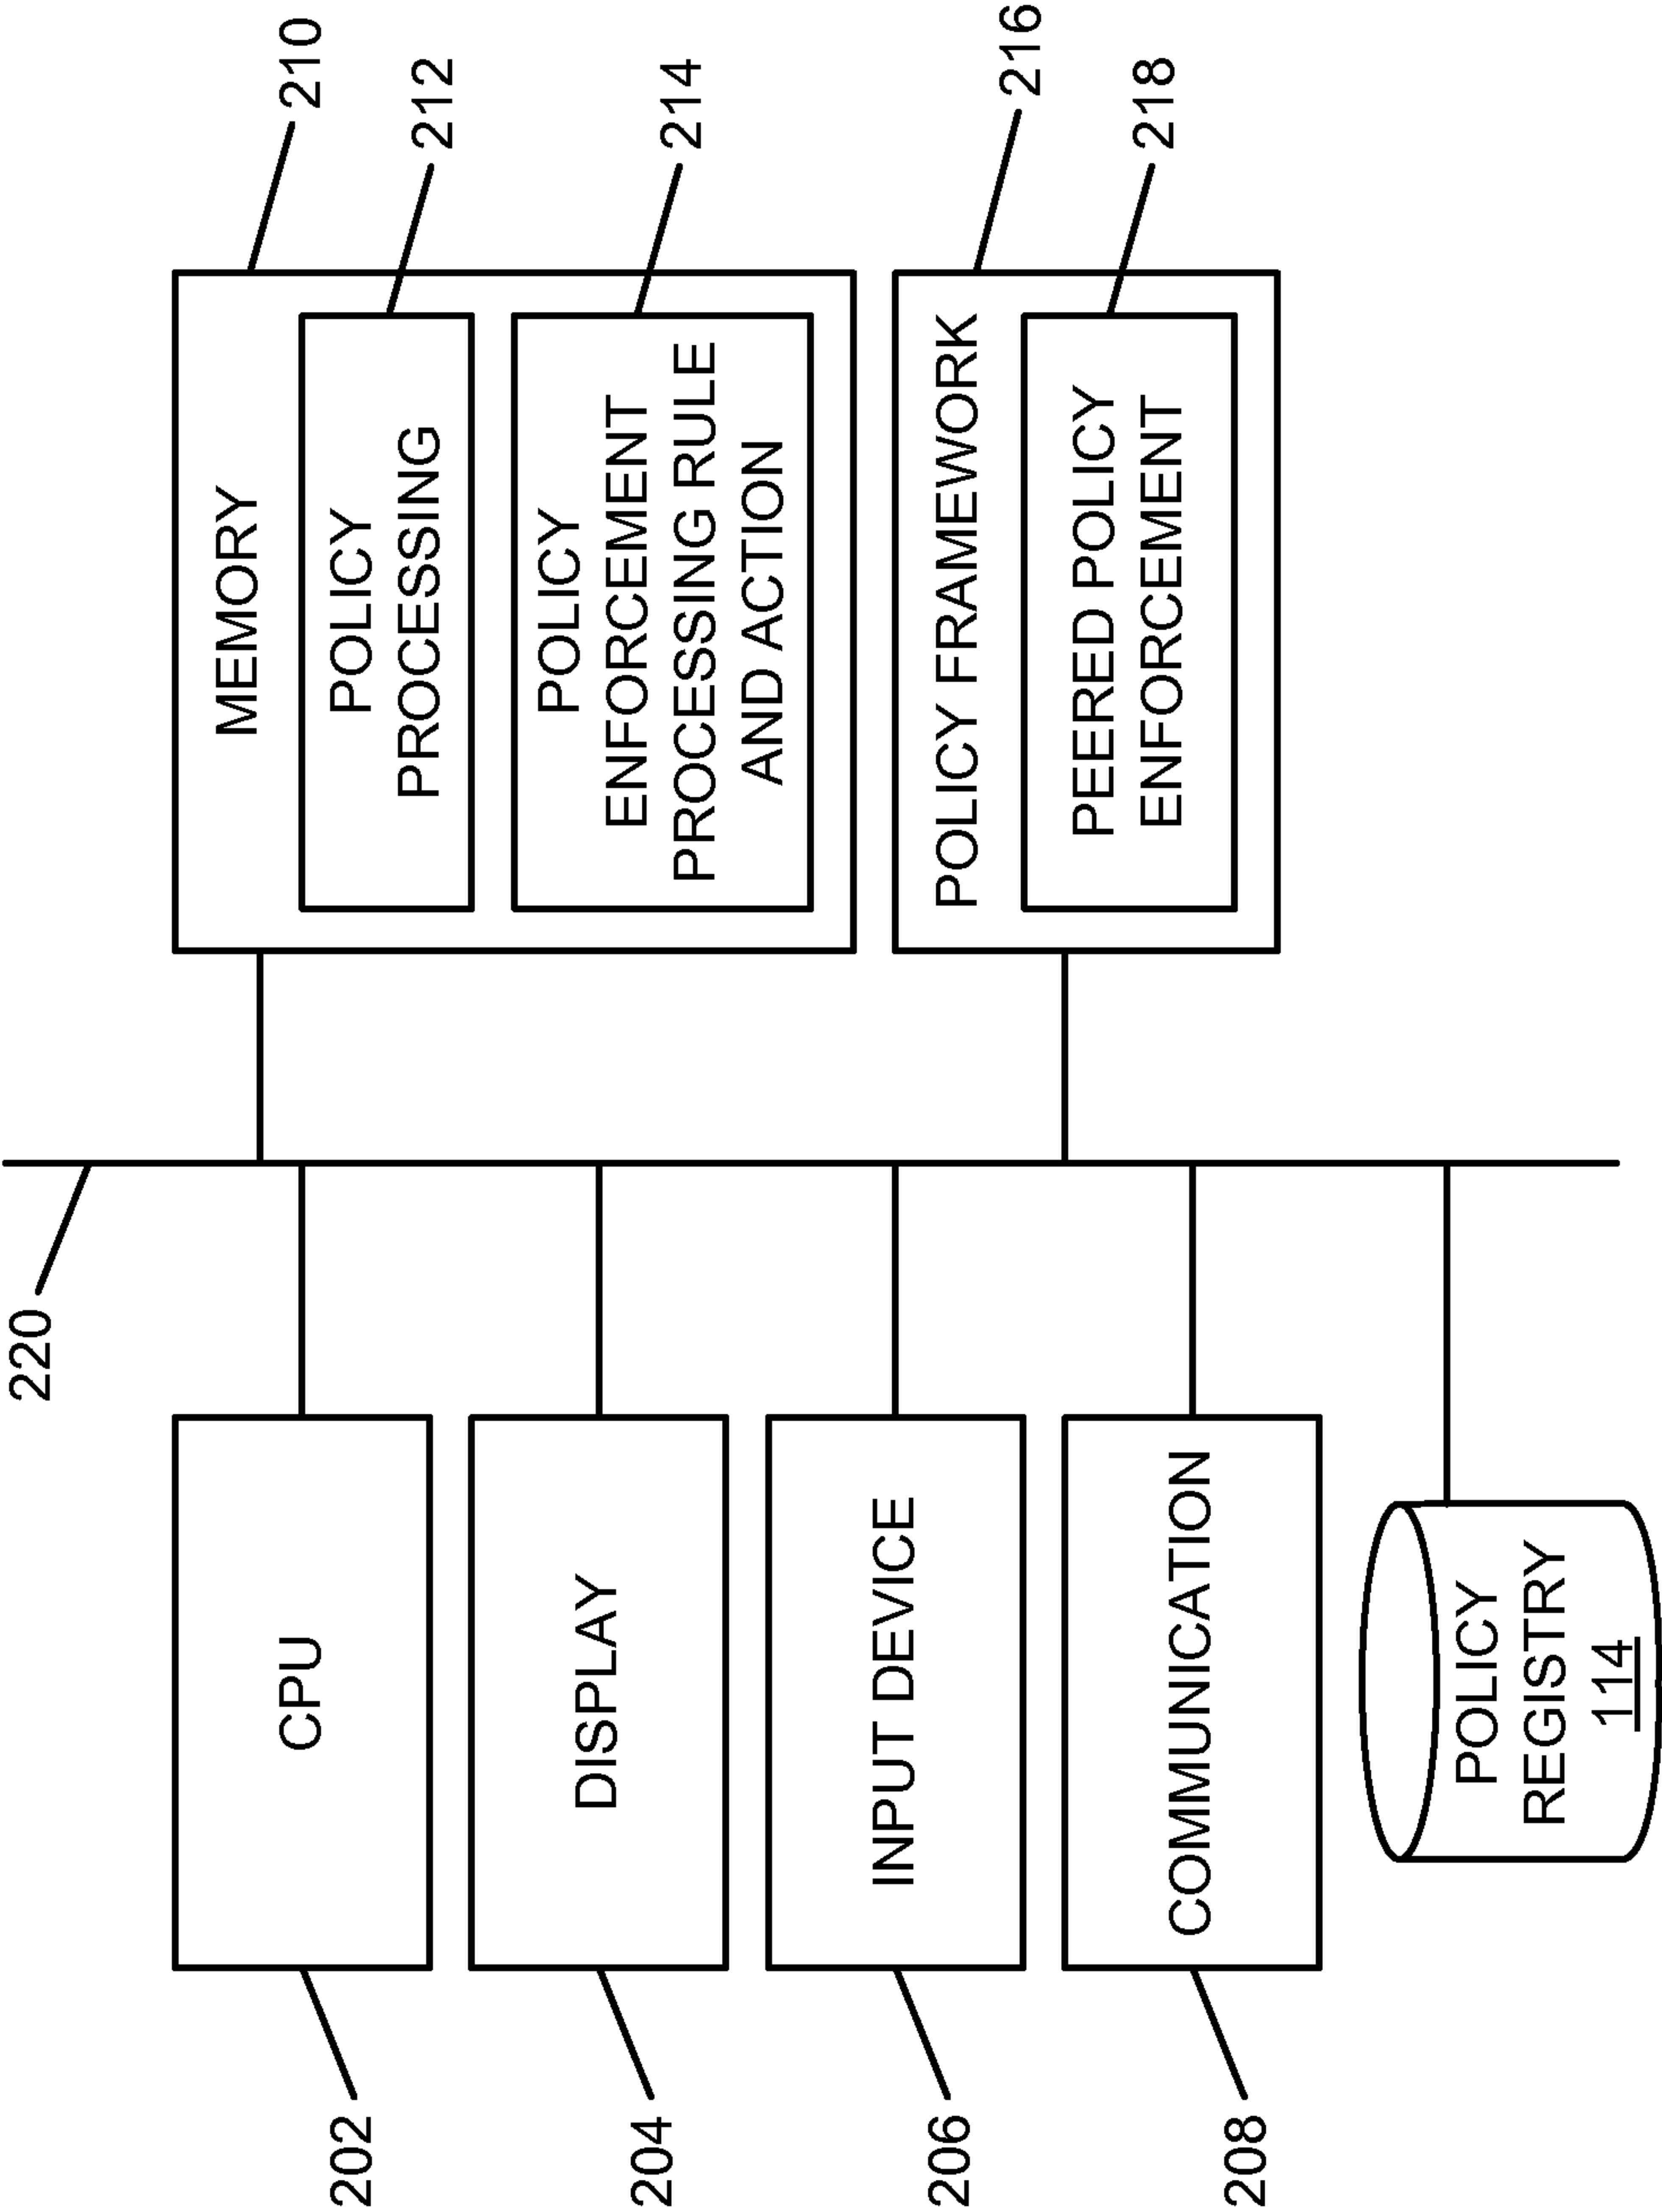 220
202
CPU
204
DISPLAY
206
INPUT DEVICE
208
COMMUNICATION
POLICY
REGISTRY
114
MEMORY
210
POLICY
PROCESSING
212
POLICY
ENFORCEMENT
PROCESSING RULE
AND ACTION
214
POLICY FRAMEWORK
216
PEERED POLICY
ENFORCEMENT
218